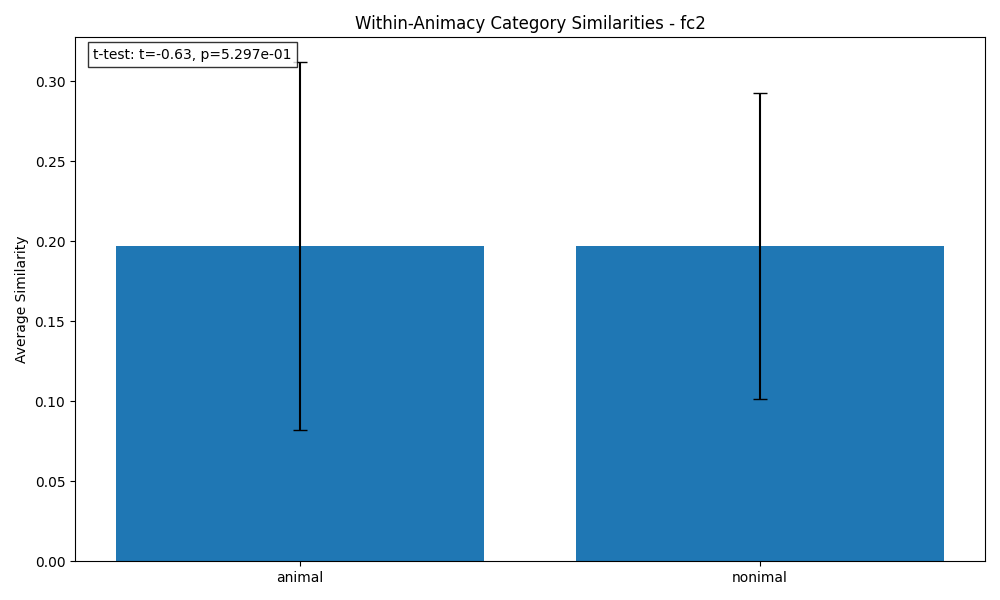 Within-Animacy Category Similarities - fc2
t-test: t=-0.63, p=5.297e-01
0.30
0.25
0.20
0.15
0.10
0.05
0.00
Average Similarity
animal
nonimal